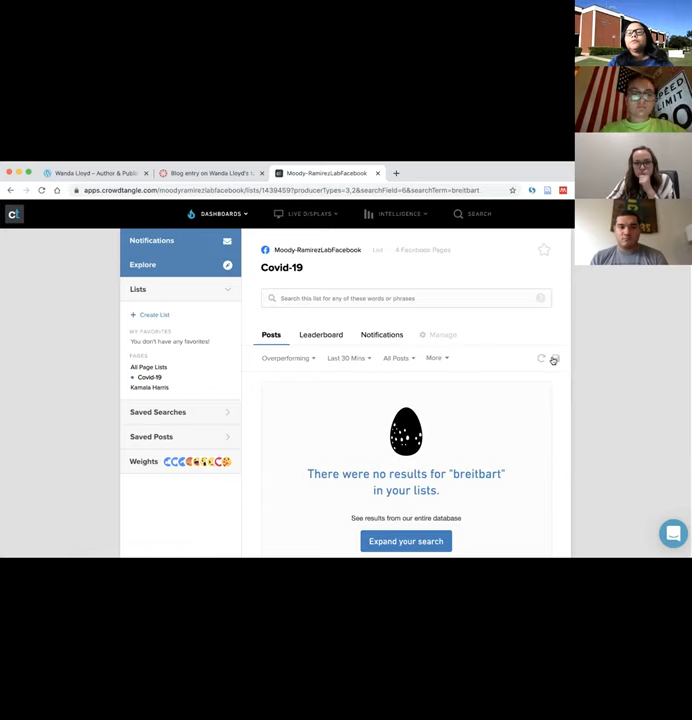 Wanda Lloyd – Author & Publi
Blog entry on Wanda Lloyd's t
Moody-RamirezLabFacebook
apps.crowdtangle.com/moodyramirezlabfacebook/lists/1439459?producerTypes=3,2&searchField=6&searchTerm=breitbart
ct
DASHBOARDS
LIVE DISPLAYS
INTELLIGENCE
SEARCH
Notifications
Explore
Lists
+ Create List
MY FAVORITES
You don't have any favorites!
PAGES
All Page Lists
Covid-19
Kamala Harris
Saved Searches
Saved Posts
Weights
Moody-RamirezLabFacebook List 4 Facebook Pages
Covid-19
Search this list for any of these words or phrases
Posts Leaderboard Notifications Manage
Overperforming Last 30 Mins All Posts More
There were no results for "breitbart"
in your lists.
See results from our entire database
Expand your search
SPEED
LIMIT